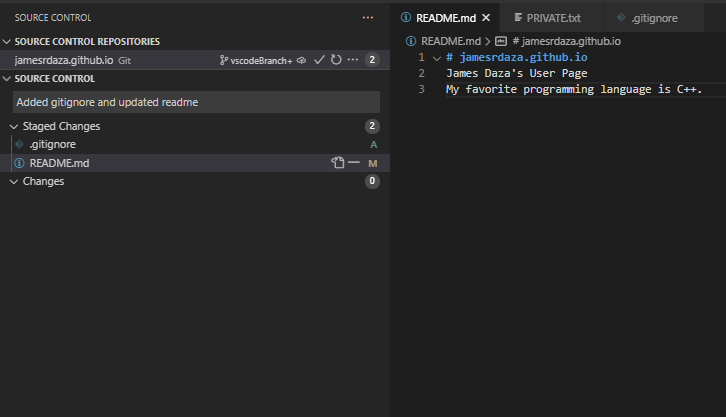 SOURCE CONTROL
SOURCE CONTROL REPOSITORIES
jamesrdaza.github.io Git vscodeBranch+ 2
SOURCE CONTROL
Added gitignore and updated readme
Staged Changes 2
.gitignore A
README.md M
Changes 0
README.md PRIVATE.txt .gitignore
README.md > # jamesrdaza.github.io
1 # jamesrdaza.github.io
2 James Daza's User Page
3 My favorite programming language is C++.